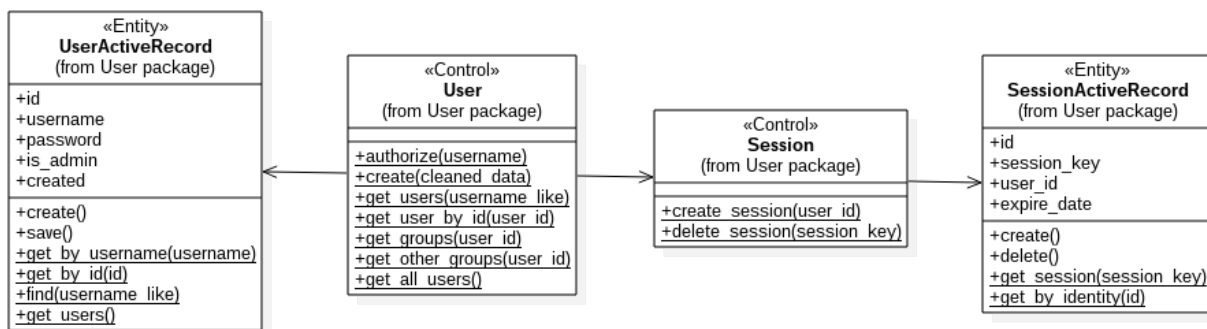 «Entity»
UserActiveRecord
(from User package)
+id
+username
+password
+is_admin
+created
+create()
+save()
+get_by_username(username)
+get_by_id(id)
+find(username_like)
+get_users()
«Control»
User
(from User package)
+authorize(username)
+create(cleaned_data)
+get_users(username_like)
+get_user_by_id(user_id)
+get_groups(user_id)
+get_other_groups(user_id)
+get_all_users()
«Control»
Session
(from User package)
+create_session(user_id)
+delete_session(session_key)
«Entity»
SessionActiveRecord
(from User package)
+id
+session_key
+user_id
+expire_date
+create()
+delete()
+get_session(session_key)
+get_by_identity(id)